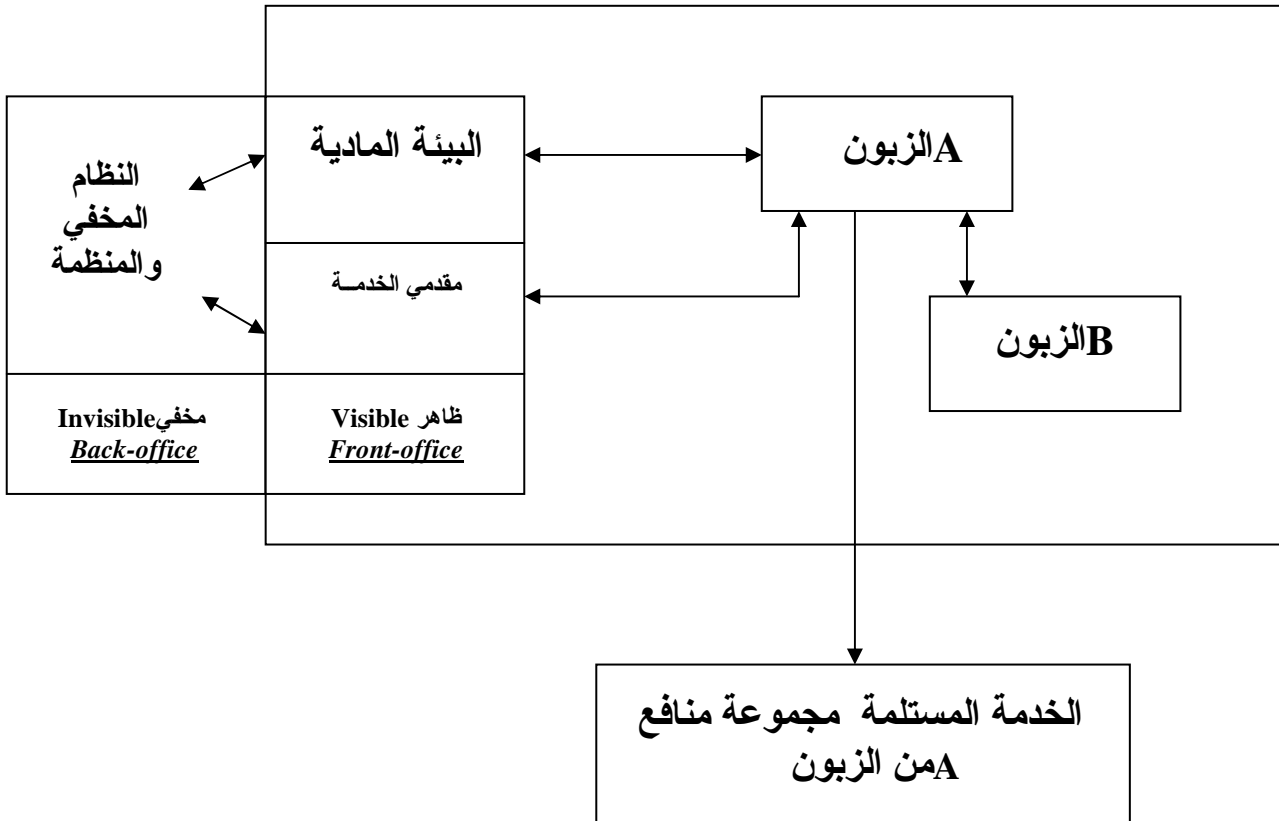 النظام
المخفي
والمنظمة
البيئة المادية
مقدمي الخدمــة
الزبونA
الزبونB
مخفيInvisible
Back-office
ظاهر Visible
Front-office
الخدمة المستلمة مجموعة منافع
من الزبونA